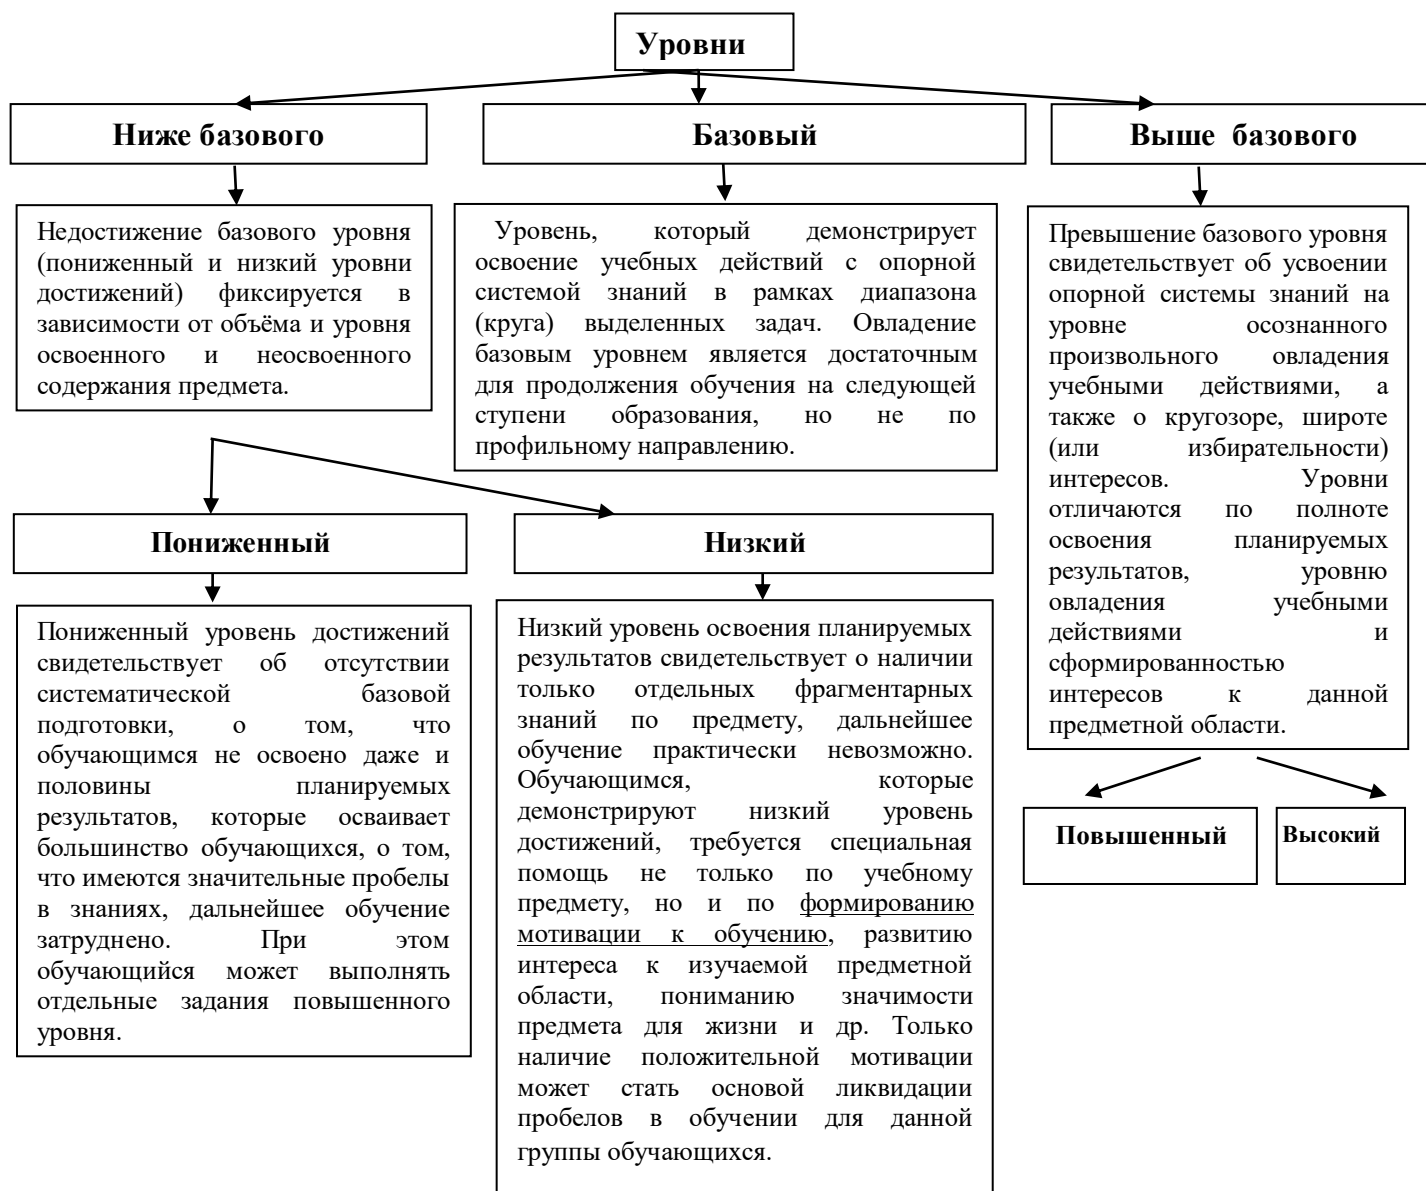 Уровни
Ниже базового
Базовый
Выше базового
Недостижение базового уровня
(пониженный и низкий уровни
достижений) фиксируется в
зависимости от объёма и уровня
освоенного и неосвоенного
содержания предмета.
Уровень, который демонстрирует
освоение учебных действий с опорной
системой знаний в рамках диапазона
(круга) выделенных задач. Овладение
базовым уровнем является достаточным
для продолжения обучения на следующей
ступени образования, но не по
профильному направлению.
Превышение базового уровня
свидетельствует об усвоении
опорной системы знаний на
уровне осознанного
произвольного овладения
учебными действиями, а
также о кругозоре, широте
(или избирательности)
интересов. Уровни
отличаются по полноте
освоения планируемых
результатов, уровню
овладения учебными
действиями и
сформированностью
интересов к данной
предметной области.
Пониженный
Низкий
Пониженный уровень достижений
свидетельствует об отсутствии
систематической базовой
подготовки, о том, что
обучающимся не освоено даже и
половины планируемых
результатов, которые осваивает
большинство обучающихся, о том,
что имеются значительные пробелы
в знаниях, дальнейшее обучение
затруднено. При этом
обучающийся может выполнять
отдельные задания повышенного
уровня.
Низкий уровень освоения планируемых
результатов свидетельствует о наличии
только отдельных фрагментарных
знаний по предмету, дальнейшее
обучение практически невозможно.
Обучающимся, которые
демонстрируют низкий уровень
достижений, требуется специальная
помощь не только по учебному
предмету, но и по формированию
мотивации к обучению, развитию
интереса к изучаемой предметной
области, пониманию значимости
предмета для жизни и др. Только
наличие положительной мотивации
может стать основой ликвидации
пробелов в обучении для данной
группы обучающихся.
Повышенный
Высокий